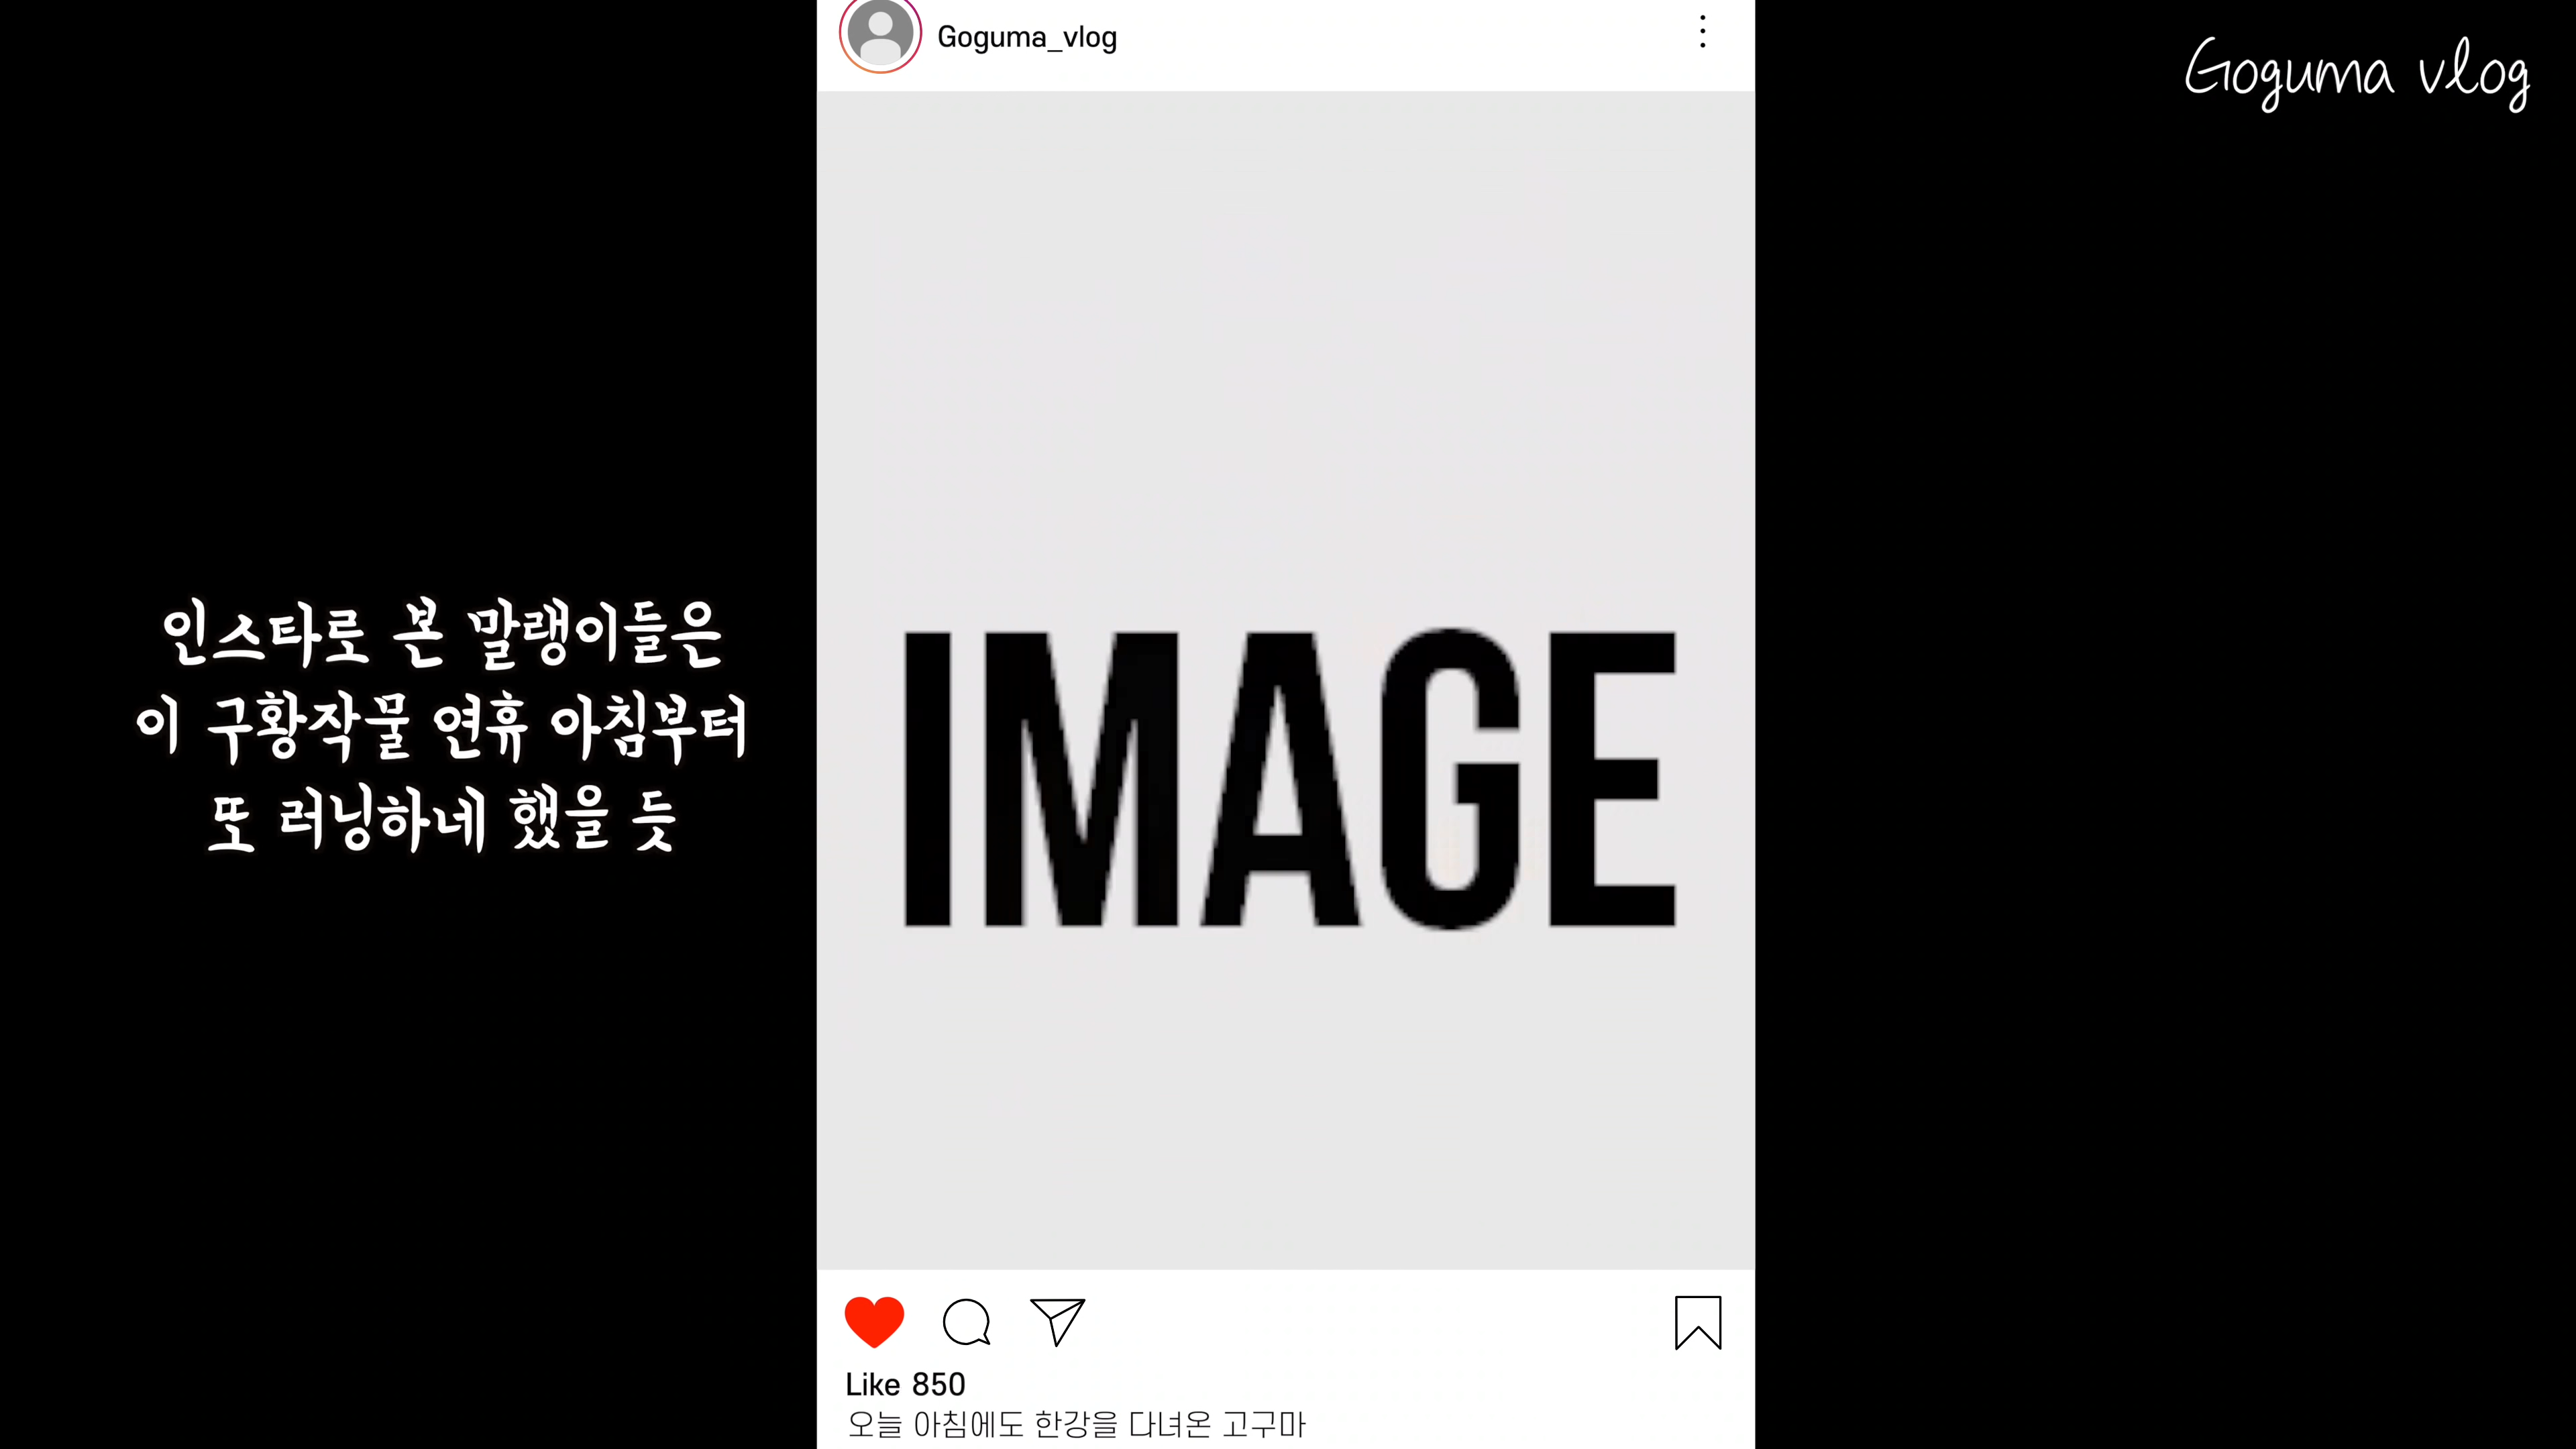 Goguma_vlog
Goguma vlog
인스타로 본 말랭이들은
이 구황작물 연휴 아침부터
또 러닝하네 했을 듯
IMAGE
Like 850
오늘 아침에도 한강을 다녀온 고구마